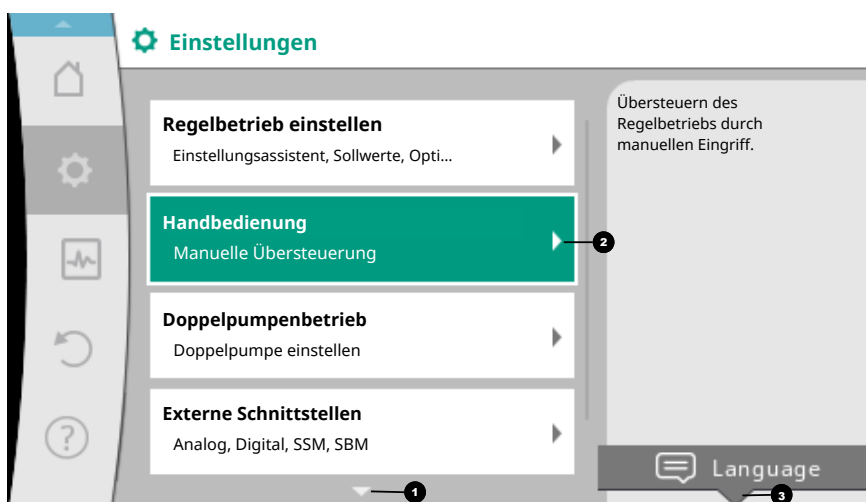 Einstellungen
Regelbetrieb einstellen
Einstellungsassistent, Sollwerte, Opti...
Handbedienung
Manuelle Übersteuerung
2
Doppelpumpenbetrieb
Doppelpumpe einstellen
Externe Schnittstellen
Analog, Digital, SSM, SBM
1
Übersteuern des
Regelbetriebs durch
manuellen Eingriff.
Language
3
?